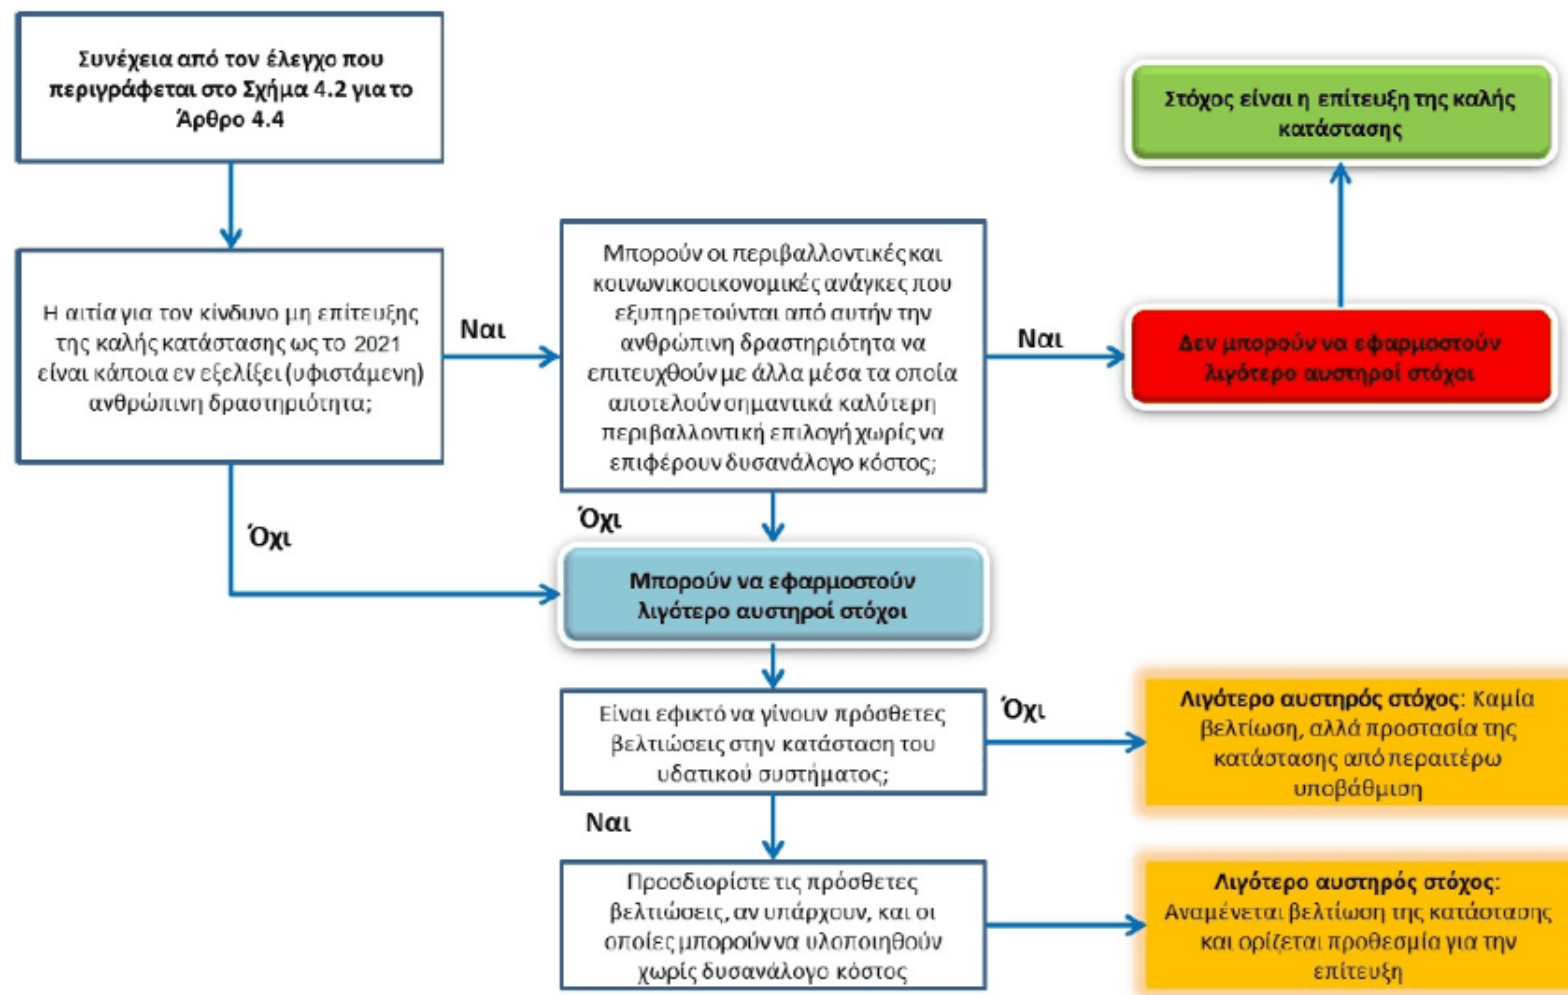 Συνέχεια από τον έλεγχο που
περιγράφεται στο Σχήμα 4.2 για το
Άρθρο 4.4
Στόχος είναι η επίτευξη της καλής
κατάστασης
Η αιτία για τον κίνδυνο μη επίτευξης
της καλής κατάστασης ως το 2021
είναι κάποια εν εξελίξει (υφιστάμενη)
ανθρώπινη δραστηριότητα;
Ναι
Μπορούν οι περιβαλλοντικές και
κοινωνικοοικονομικές ανάγκες που
εξυπηρετούνται από αυτήν την
ανθρώπινη δραστηριότητα να
επιτευχθούν με άλλα μέσα τα οποία
αποτελούν σημαντικά καλύτερη
περιβαλλοντική επιλογή χωρίς να
επιφέρουν δυσανάλογο κόστος;
Ναι
Δεν μπορούν να εφαρμοστούν
λιγότερο αυστηροί στόχοι
Όχι
Όχι
Μπορούν να εφαρμοστούν
λιγότερο αυστηροί στόχοι
Είναι εφικτό να γίνουν πρόσθετες
βελτιώσεις στην κατάσταση του
υδατικού συστήματος;
Όχι
Λιγότερο αυστηρός στόχος: Καμία
βελτίωση, αλλά προστασία της
κατάστασης από περαιτέρω
υποβάθμιση
Ναι
Προσδιορίστε τις πρόσθετες
βελτιώσεις, αν υπάρχουν, και οι
οποίες μπορούν να υλοποιηθούν
χωρίς δυσανάλογο κόστος
Λιγότερο αυστηρός στόχος:
Αναμένεται βελτίωση της κατάστασης
και ορίζεται προθεσμία για την
επίτευξη